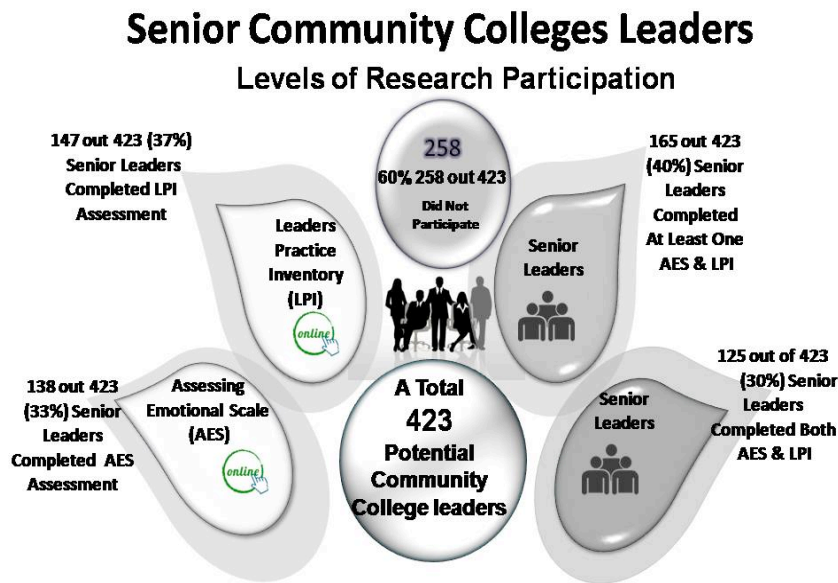 Senior Community Colleges Leaders
Levels of Research Participation
147 out 423 (37%)
Senior Leaders
Completed LPI
Assessment
258
60% 258 out 423
Did Not
Participate
165 out 423
(40%) Senior
Leaders
Completed
At Least One
AES & LPI
Leaders
Practice
Inventory
(LPI)
online
Senior
Leaders
138 out 423
(33%) Senior
Leaders
Completed AES
Assessment
Assessing
Emotional Scale
(AES)
online
A Total
423
Potential
Community
College leaders
Senior
Leaders
125 out of 423
(30%) Senior
Leaders
Completed Both
AES & LPI